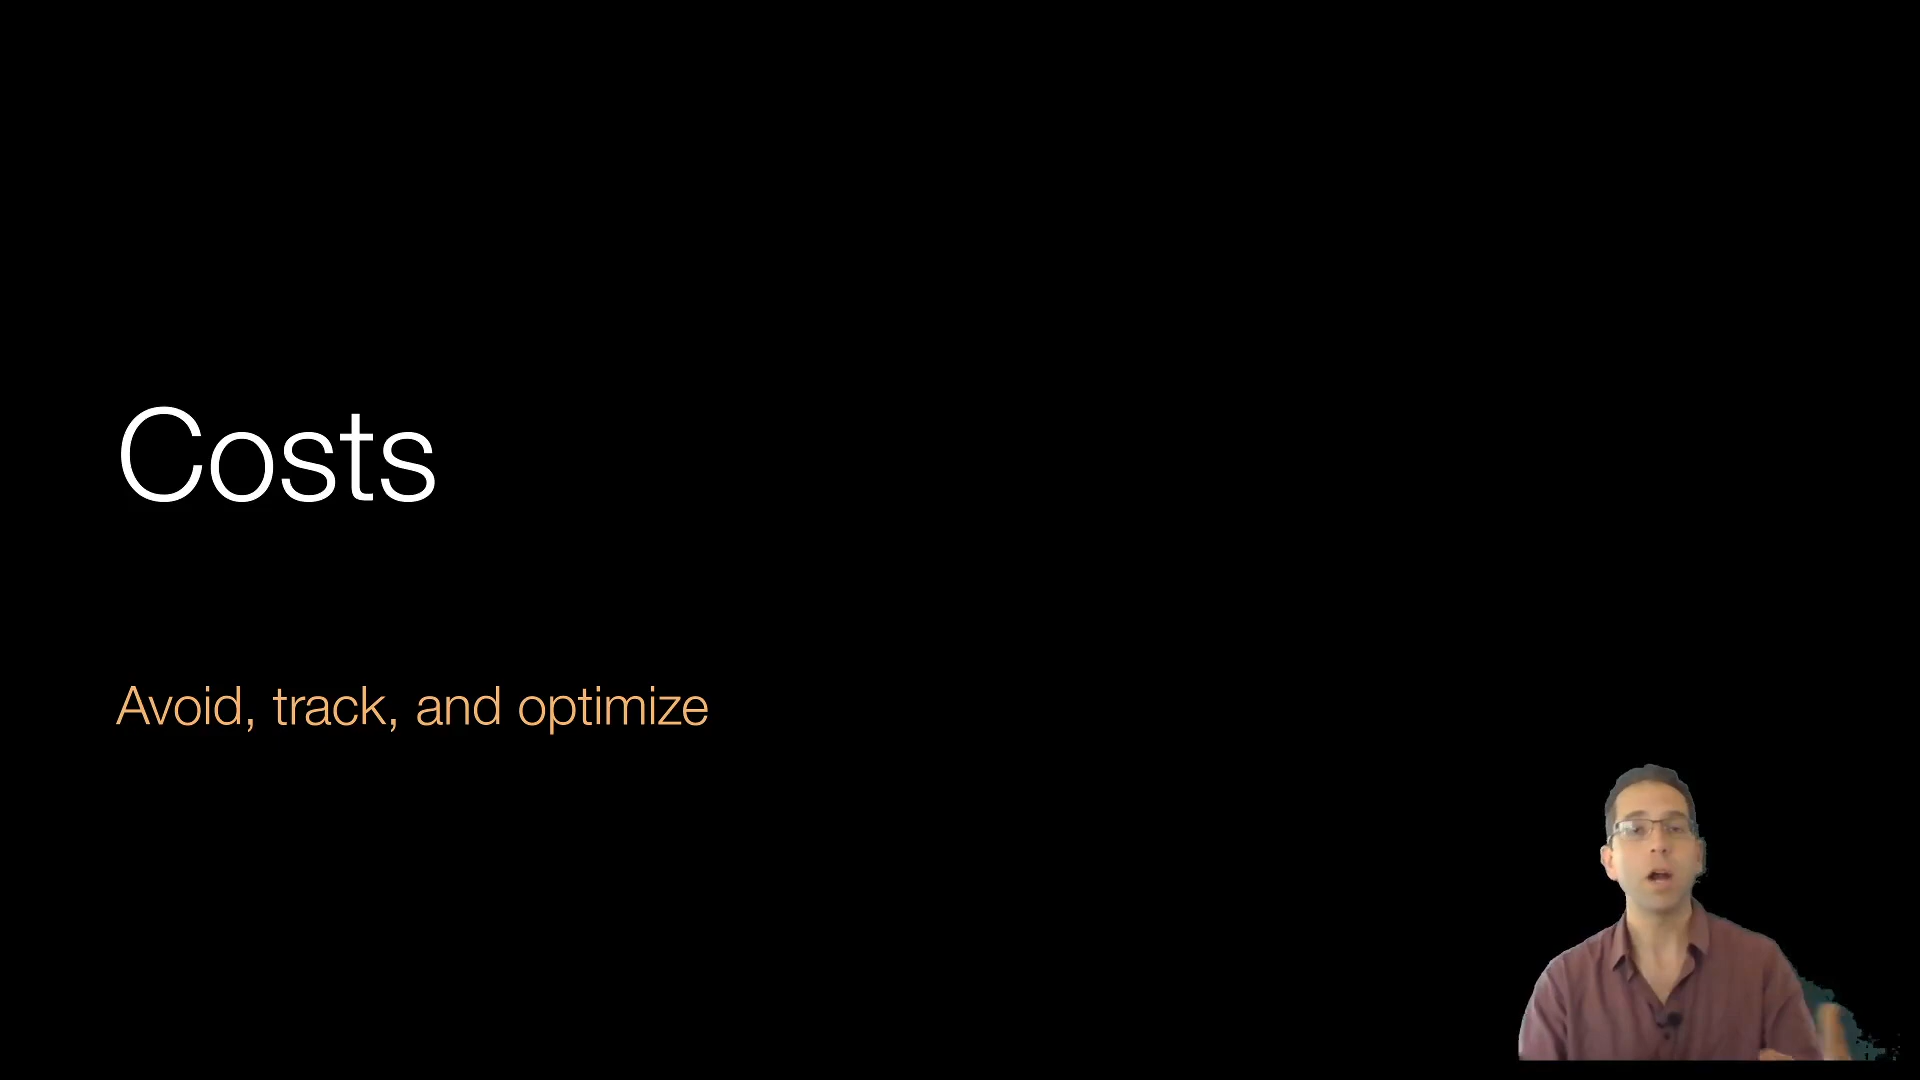 Costs
Avoid, track, and optimize